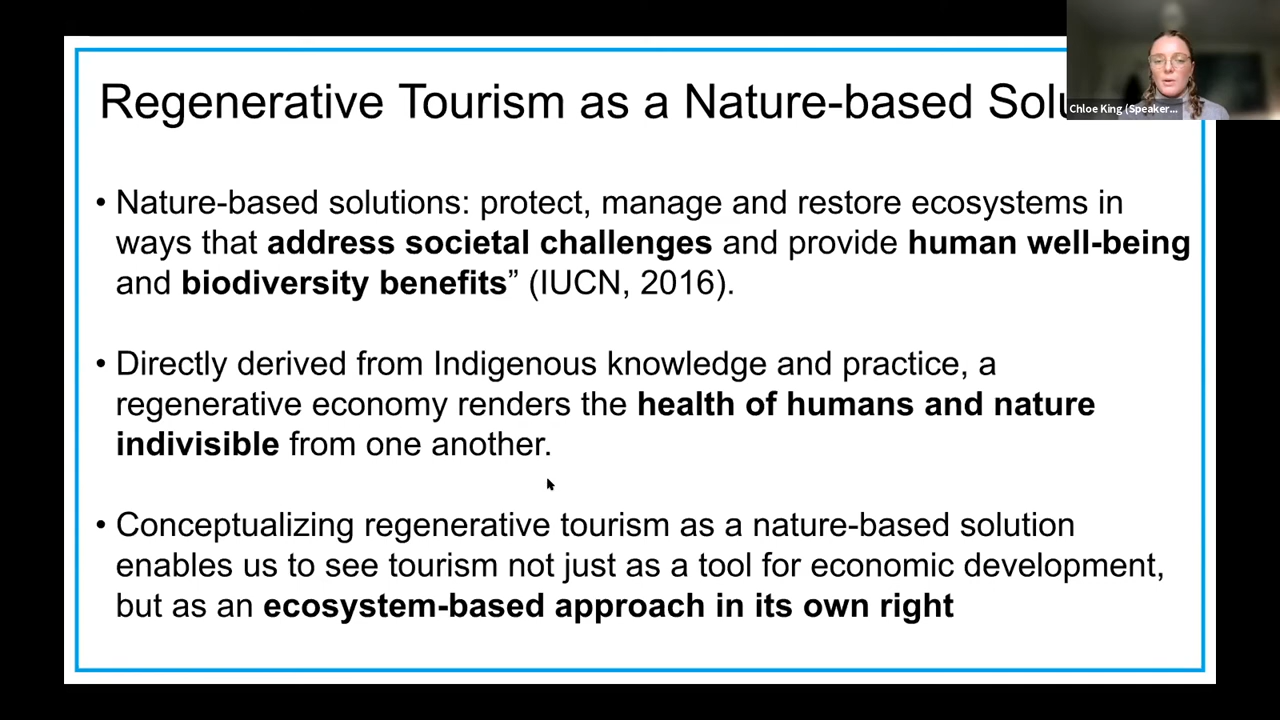 Regenerative Tourism as a Nature-based Solu
Chloe King (Speaker...
• Nature-based solutions: protect, manage and restore ecosystems in
ways that address societal challenges and provide human well-being
and biodiversity benefits” (IUCN, 2016).
• Directly derived from Indigenous knowledge and practice, a
regenerative economy renders the health of humans and nature
indivisible from one another.
• Conceptualizing regenerative tourism as a nature-based solution
enables us to see tourism not just as a tool for economic development,
but as an ecosystem-based approach in its own right